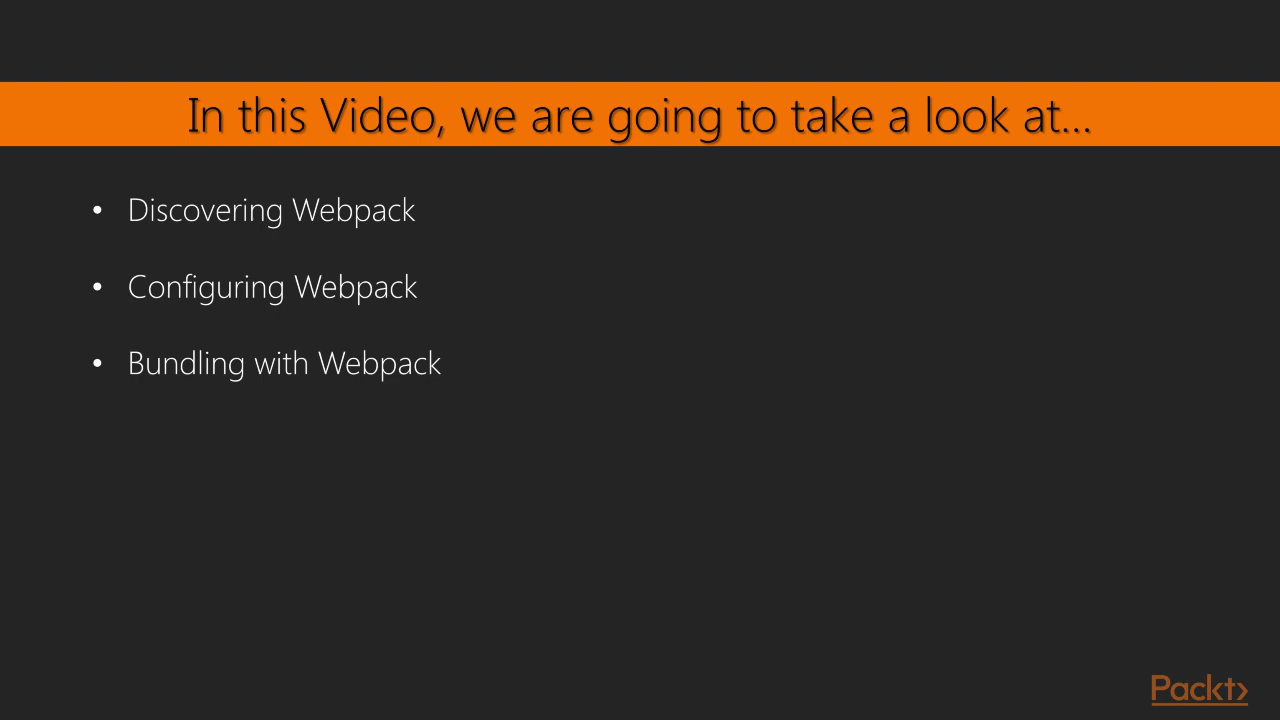 In this Video, we are going to take a look at...
• Discovering Webpack
• Configuring Webpack
• Bundling with Webpack
Packt>